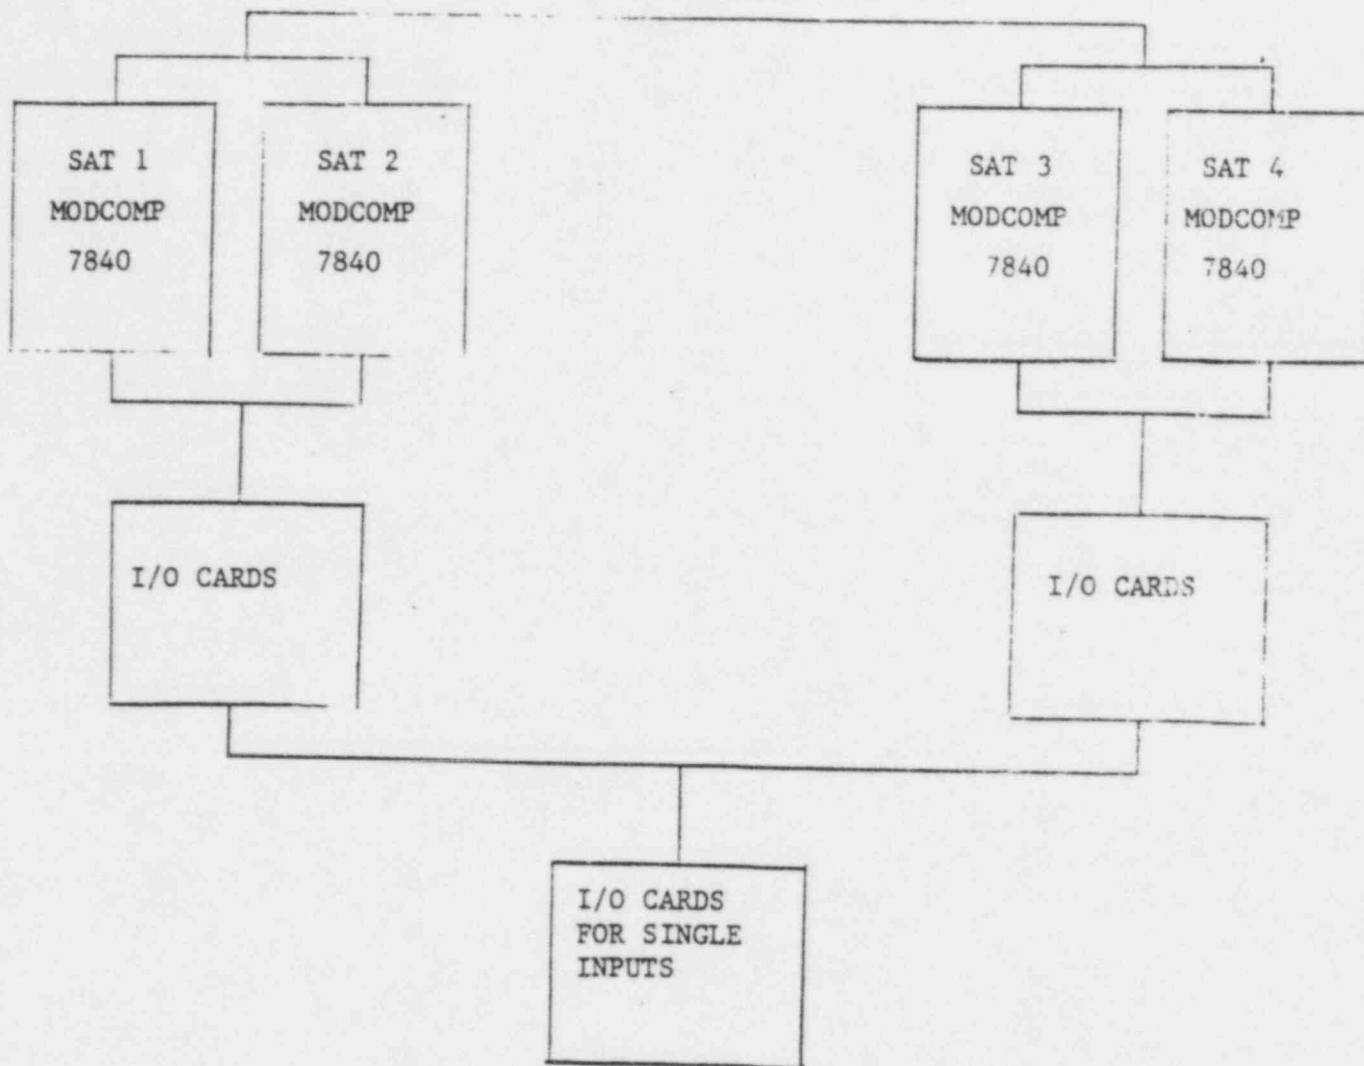 SAT 1
MODCOMP
7840
SAT 2
MODCOMP
7840
SAT 3
MODCOMP
7840
SAT 4
MODCOMP
7840
I/O CARDS
I/O CARDS
I/O CARDS
FOR SINGLE
INPUTS